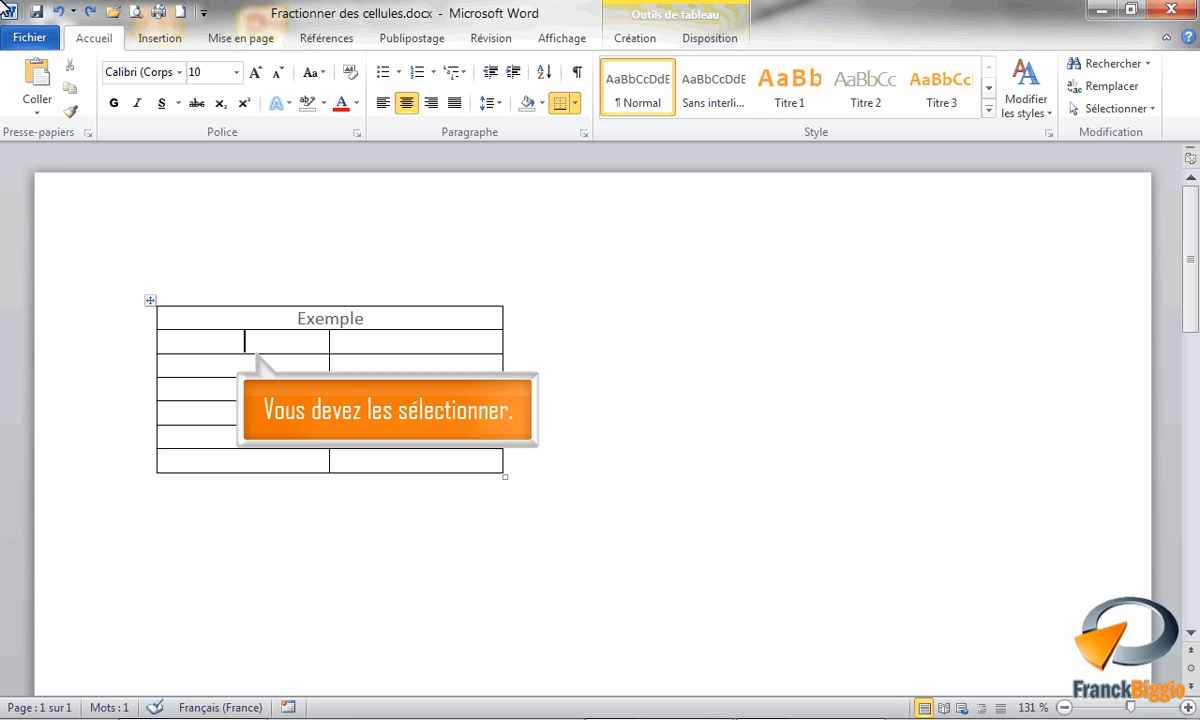 Fractionner des cellules.docx - Microsoft Word
Outils de tableau
Fichier Accueil Insertion Mise en page Références Publipostage Révision Affichage Création Disposition
Coller
Calibri (Corps 10
G I S abc X₂ X²
Aa
A
AaBbCcDdE AaBbCcDdE AaBb AaBbCc AaBbCc
¶ Normal Sans interli... Titre 1 Titre 2 Titre 3
Modifier
les styles
Rechercher
Remplacer
Sélectionner
Presse-papiers Police Paragraphe Style Modification
Exemple
Vous devez les sélectionner.
FranckBiggio
Page : 1 sur 1 Mots : 1 Français (France) 131 %